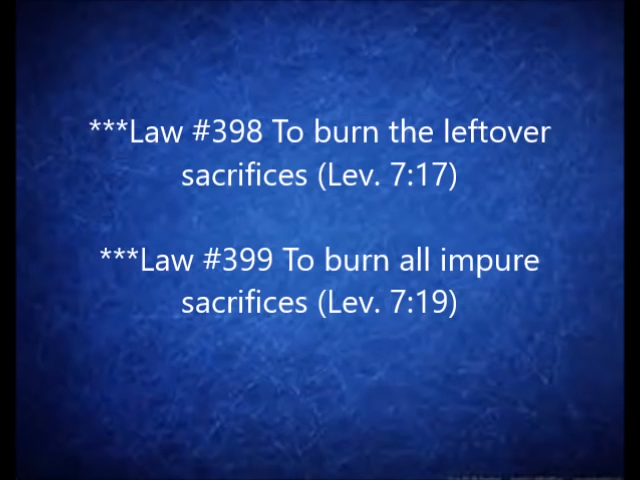 ***Law #398 To burn the leftover
sacrifices (Lev. 7:17)
***Law #399 To burn all impure
sacrifices (Lev. 7:19)